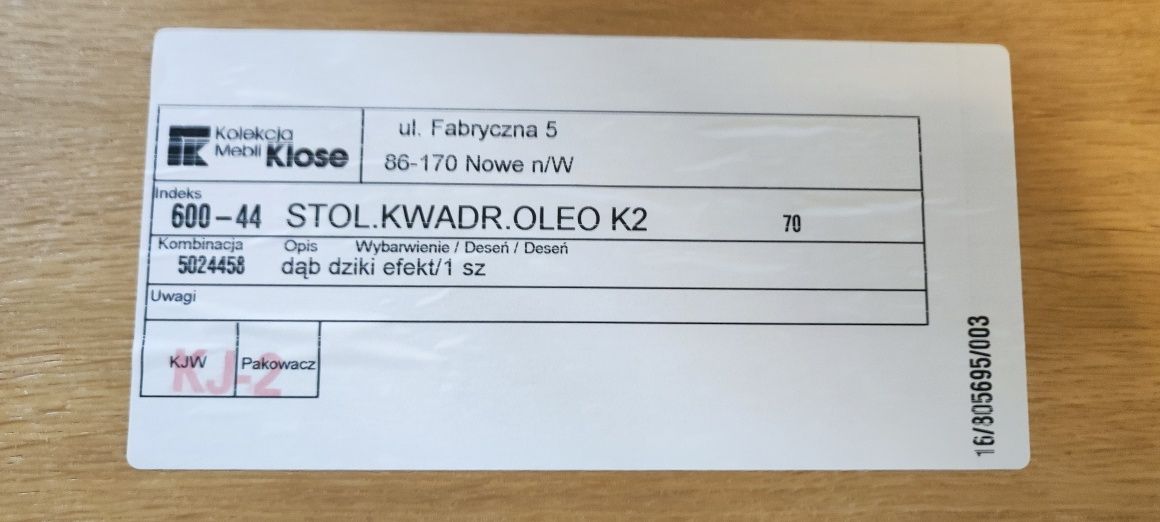 Kolekcja
Mebli Klose
ul. Fabryczna 5
86-170 Nowe n/W
Indeks
600-44 STOL.KWADR.OLEO K2 70
Kombinacja Opis Wybarwienie / Deseń / Deseń
5024458 dąb dziki efekt/1 sz
Uwagi
KJW Pakowacz
KJ-2
16/805695/003